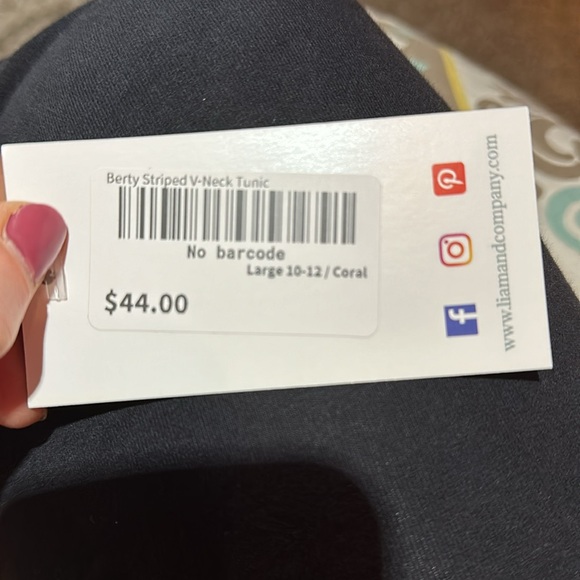 Berty Striped V-Neck Tunic
No barcode
Large 10-12 / Coral
$44.00
www.liamandcompany.com